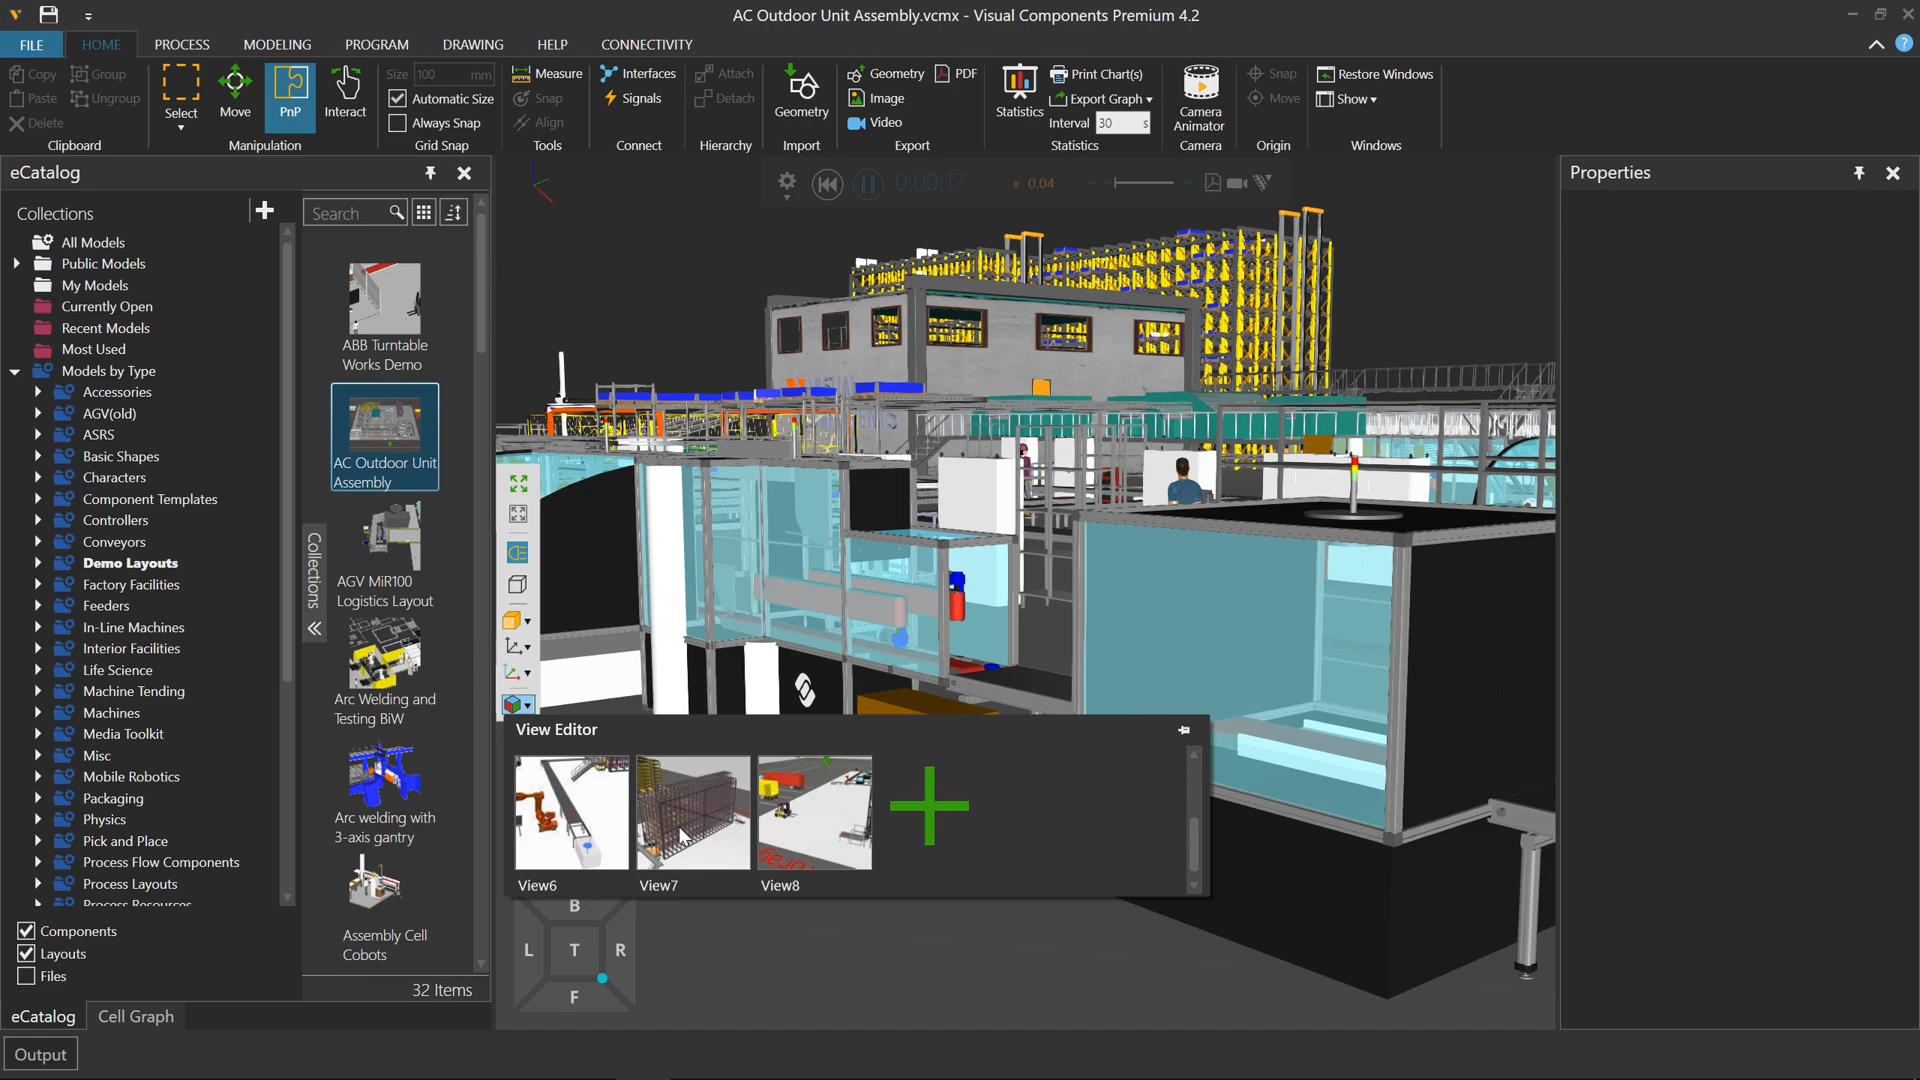 AC Outdoor Unit Assembly.vcmx - Visual Components Premium 4.2
FILE HOME PROCESS MODELING PROGRAM DRAWING HELP CONNECTIVITY
Copy
Paste
Delete
Group
Ungroup
Clipboard
Select
Move
PnP
Interact
Manipulation
Size 100 mm
Automatic Size
Always Snap
Grid Snap
Measure
Snap
Align
Tools
Interfaces
Signals
Connect
Attach
Detach
Hierarchy
Geometry
Import
Geometry
PDF
Image
Video
Export
Statistics
Print Chart(s)
Export Graph
Interval 30 s
Statistics
Camera
Animator
Camera
Snap
Move
Origin
Restore Windows
Show
Windows
eCatalog
Collections
All Models
Public Models
My Models
Currently Open
Recent Models
Most Used
Models by Type
Accessories
AGV(old)
ASRS
Basic Shapes
Characters
Component Templates
Controllers
Conveyors
Demo Layouts
Factory Facilities
Feeders
In-Line Machines
Interior Facilities
Life Science
Machine Tending
Machines
Media Toolkit
Misc
Mobile Robotics
Packaging
Physics
Pick and Place
Process Flow Components
Process Layouts
Process Resources
Components
Layouts
Files
Search
ABB Turntable
Works Demo
AC Outdoor Unit
Assembly
AGV MiR100
Logistics Layout
Arc Welding and
Testing BiW
Arc welding with
3-axis gantry
Assembly Cell
Cobots
32 Items
Collections
eCatalog
Cell Graph
Output
0:00:17
x 0.04
View Editor
View6
View7
View8
B
L T R
F
Properties